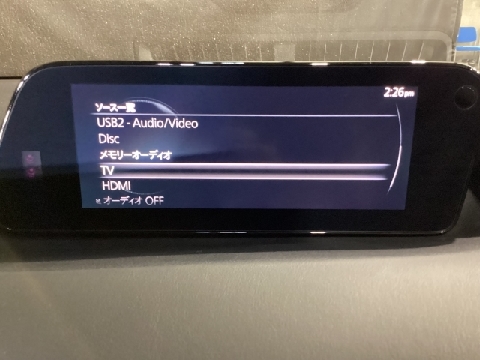 2:26pm
ソース一覧
USB2 - Audio/Video
Disc
メモリーオーディオ
TV
HDMI
オーディオ OFF